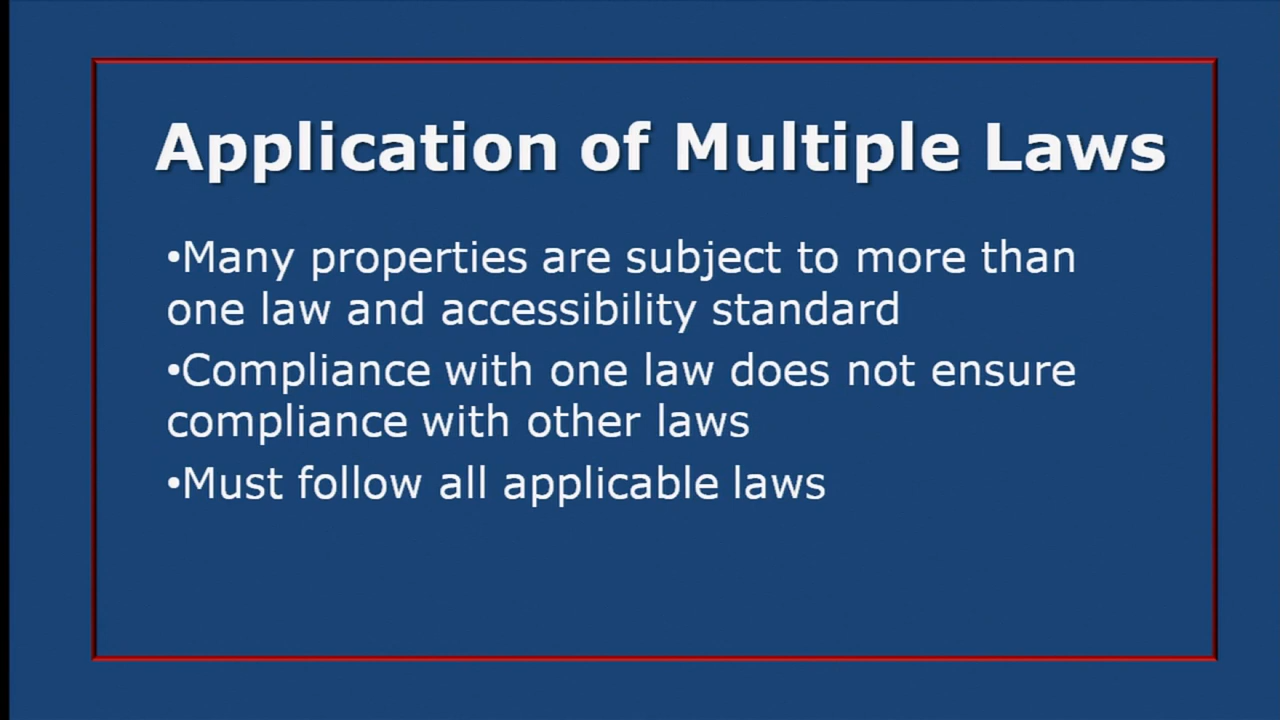 Application of Multiple Laws
•Many properties are subject to more than
one law and accessibility standard
•Compliance with one law does not ensure
compliance with other laws
•Must follow all applicable laws